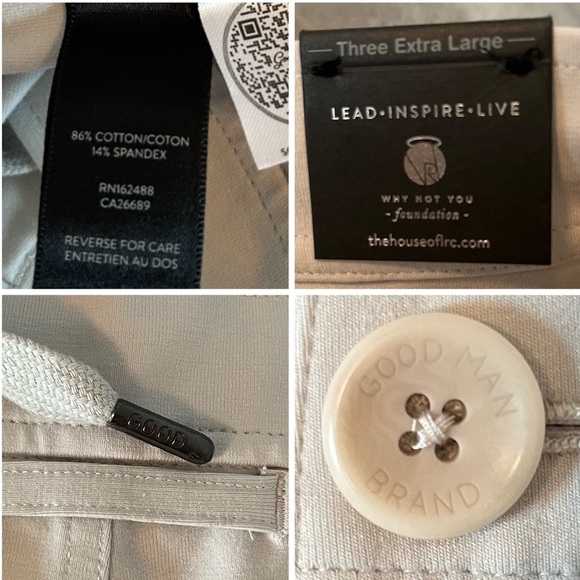 86% COTTON/COTON
14% SPANDEX
RN162488
CA26689
REVERSE FOR CARE
ENTRETIEN AU DOS
Three Extra Large
LEAD•INSPIRE•LIVE
WHY NOT YOU
- foundation -
thehouseoflrc.com
GOOD
GOOD MAN
BRAND